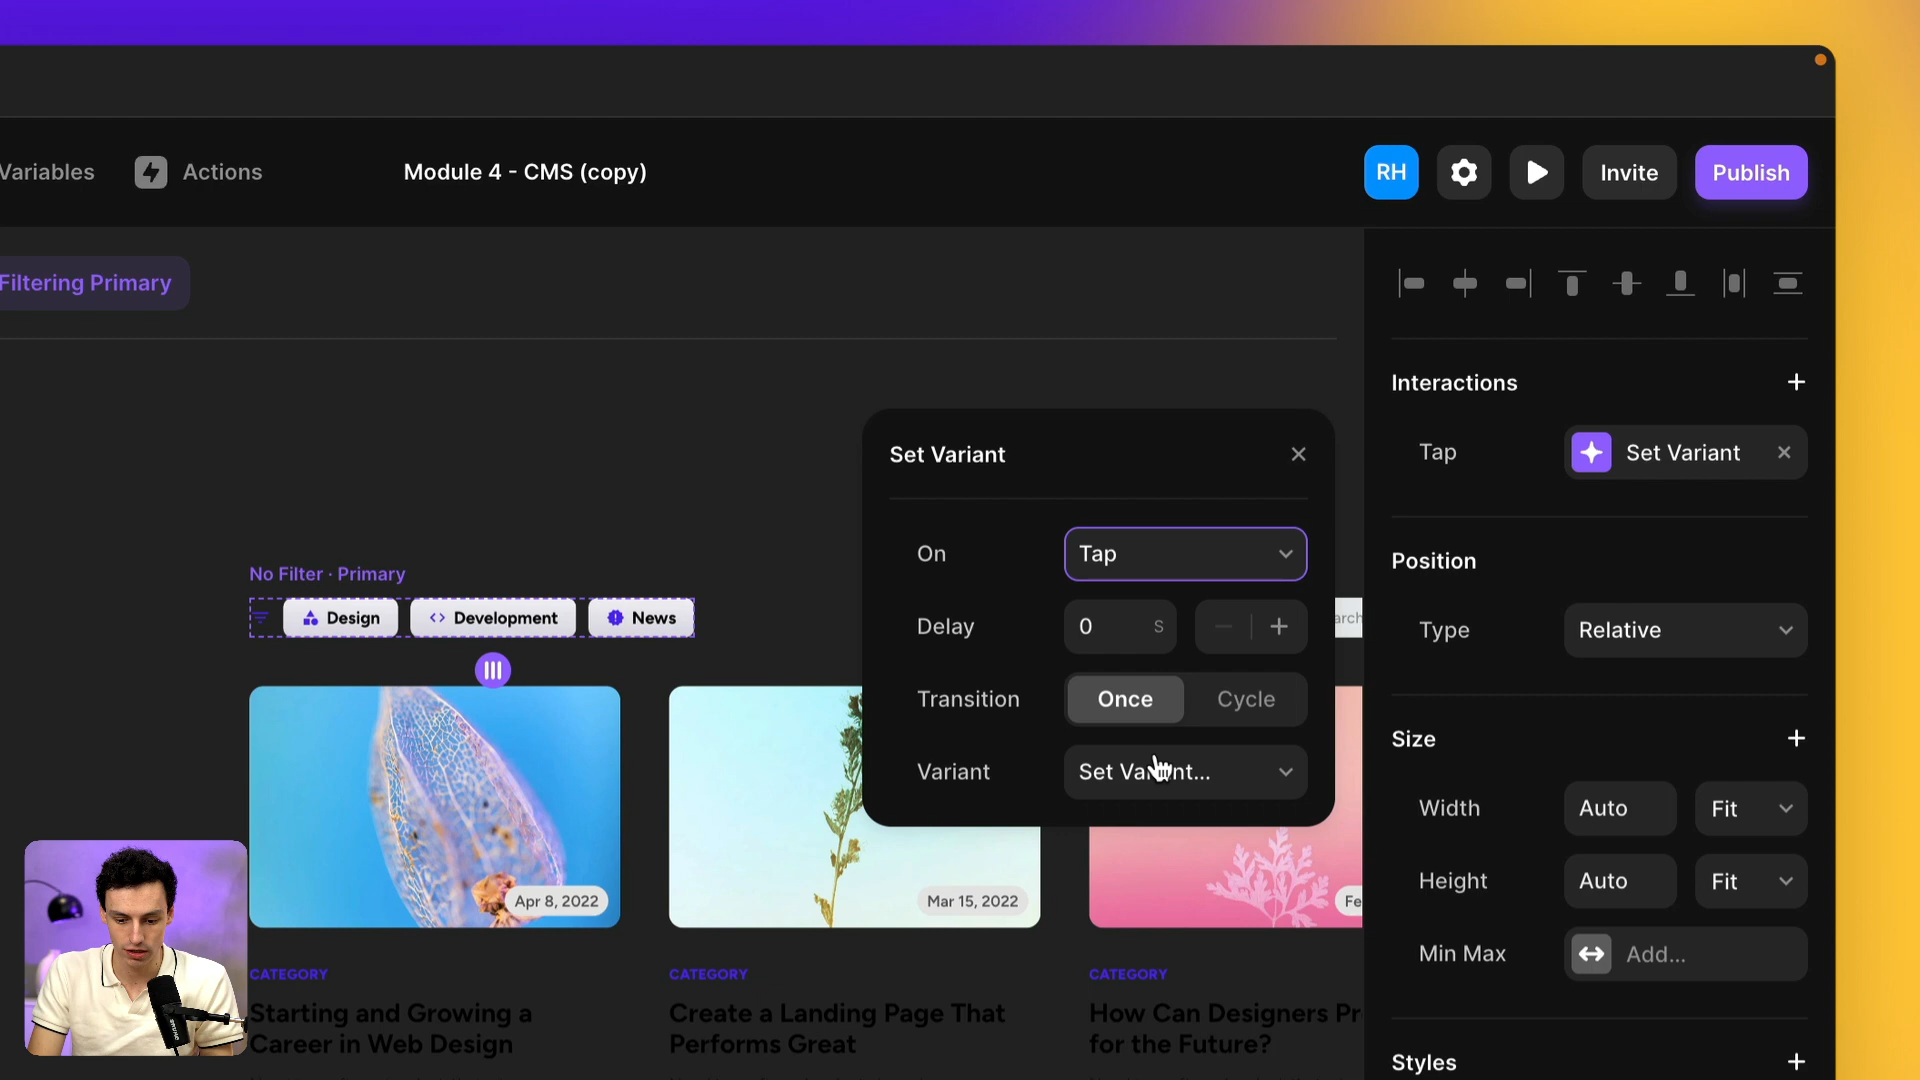 Variables
Actions
Module 4 - CMS (copy)
RH
Invite
Publish
Filtering Primary
Interactions
Tap
Set Variant
Set Variant
On
Tap
Delay
0
S
Transition
Once
Cycle
Variant
Set Variant...
Position
Type
Relative
Size
Width
Auto
Fit
Height
Auto
Fit
Min Max
Add...
Styles
No Filter · Primary
Design
Development
News
arch
Apr 8, 2022
Mar 15, 2022
Fe
CATEGORY
Starting and Growing a
Career in Web Design
CATEGORY
Create a Landing Page That
Performs Great
CATEGORY
How Can Designers Pr
for the Future?